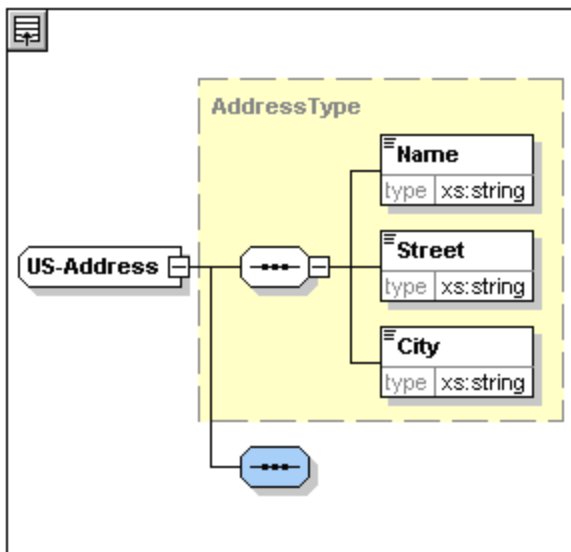 AddressType
Name
type xs:string
US-Address
Street
type xs:string
City
type xs:string